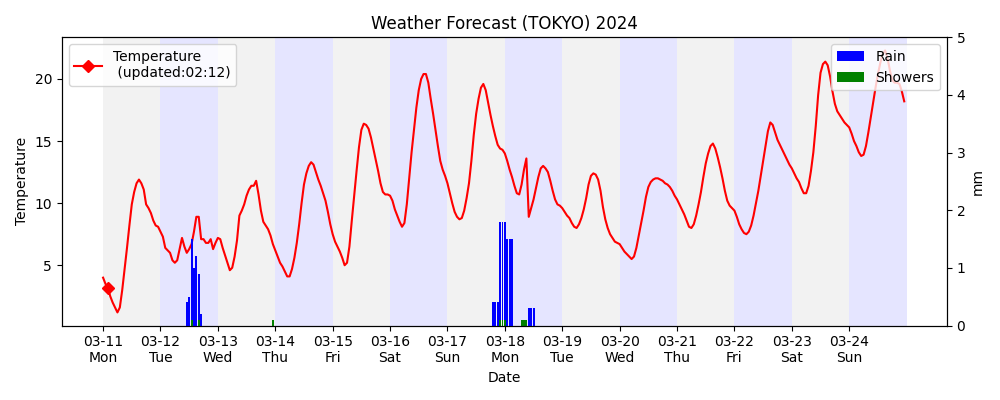 Weather Forecast (TOKYO) 2024
Temperature
(updated:02:12)
Rain
Showers
Temperature
20
15
10
5
5
4
3
2
1
0
mm
03-11 03-12 03-13 03-14 03-15 03-16 03-17 03-18 03-19 03-20 03-21 03-22 03-23 03-24
Mon Tue Wed Thu Fri Sat Sun Mon Tue Wed Thu Fri Sat Sun
Date